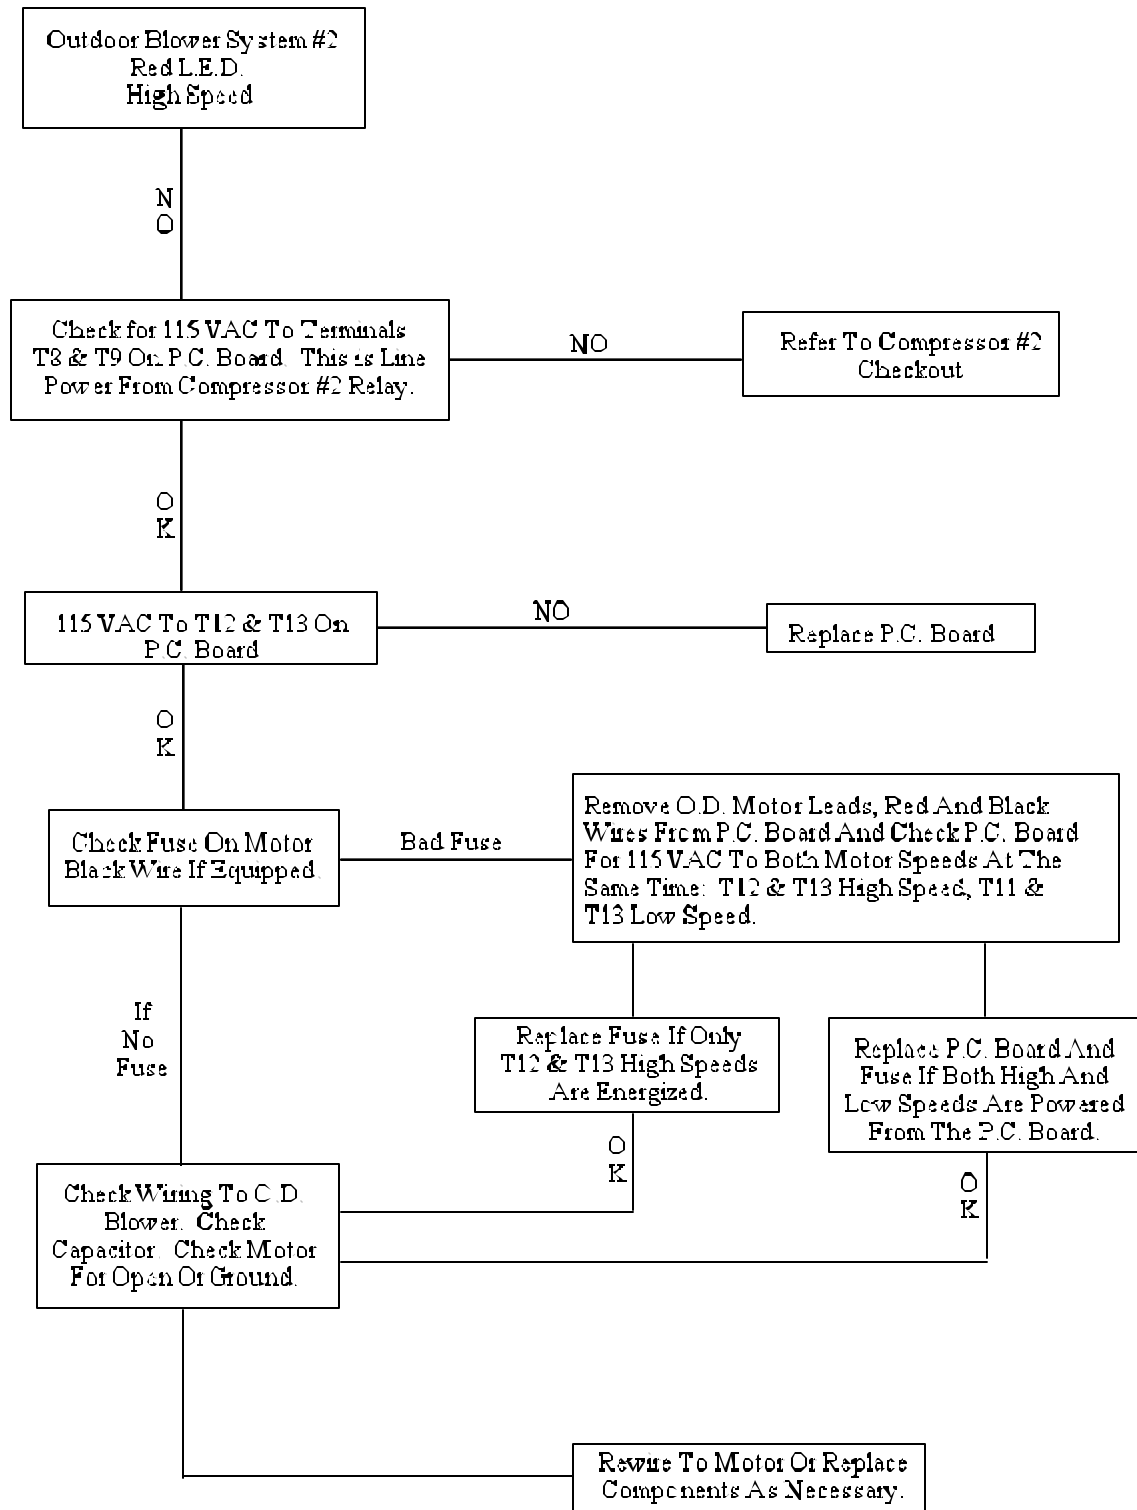 Outdoor Blower System #2
Red L.E.D.
High Speed
N
O
Check for 115 VAC To Terminals
T8 & T9 On P.C. Board.  This is Line
Power From Compressor #2 Relay.
NO
Refer To Compressor #2
Checkout
O
K
115 VAC To T12 & T13 On
P.C. Board
NO
Replace P.C. Board
O
K
Check Fuse On Motor
Black Wire If Equipped.
Bad Fuse
Remove O.D. Motor Leads, Red And Black
Wires From P.C. Board And Check P.C. Board
For 115 VAC To Both Motor Speeds At The
Same Time:  T12 & T13 High Speed, T11 &
T13 Low Speed.
If
No
Fuse
Replace Fuse If Only
T12 & T13 High Speeds
Are Energized.
Replace P.C. Board And
Fuse If Both High And
Low Speeds Are Powered
From The P.C. Board.
O
K
O
K
Check Wiring To O.D.
Blower.  Check
Capacitor.  Check Motor
For Open Or Ground.
Rewire To Motor Or Replace
Components As Necessary.